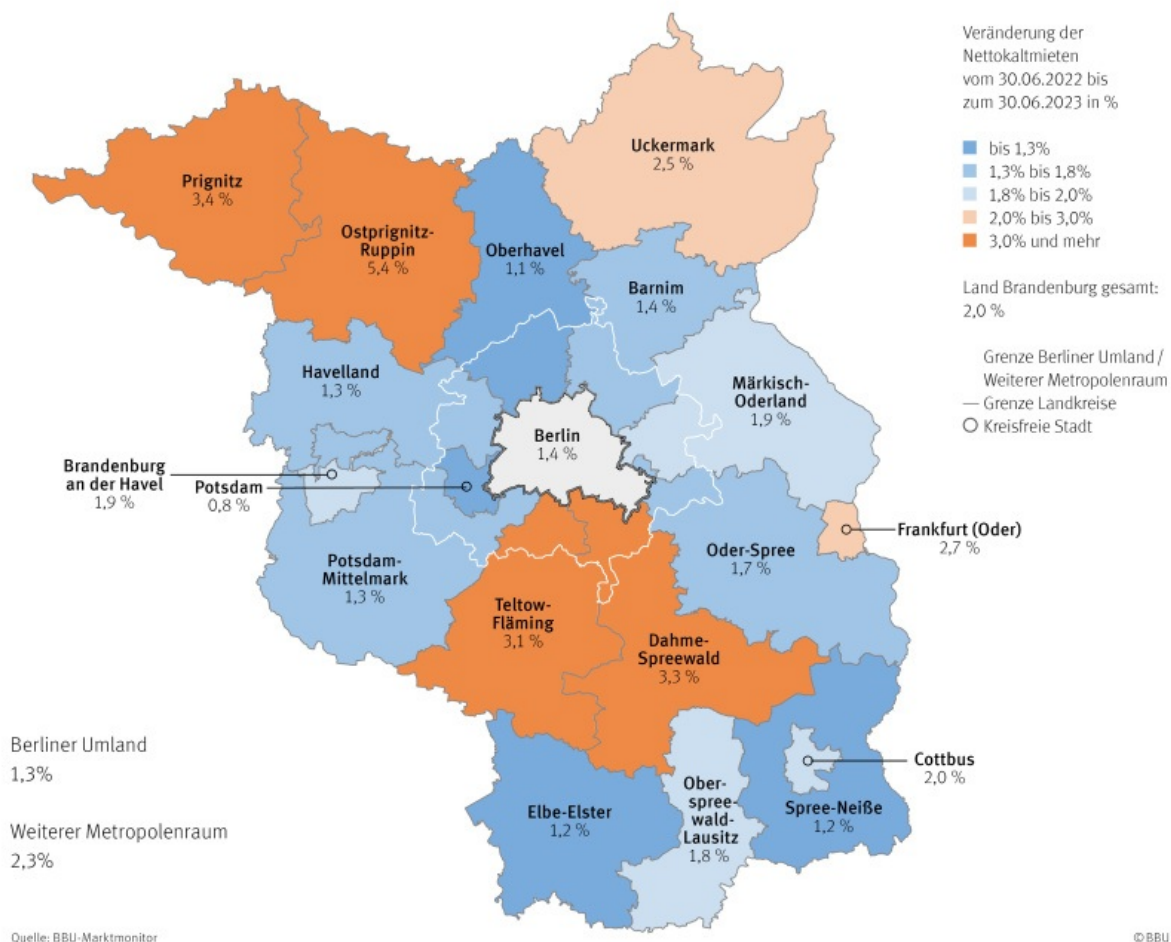 Veränderung der
Nettokaltmieten
vom 30.06.2022 bis
zum 30.06.2023 in %
bis 1,3%
1,3% bis 1,8%
1,8% bis 2,0%
2,0% bis 3,0%
3,0% und mehr
Land Brandenburg gesamt:
2,0 %
Grenze Berliner Umland /
Weiterer Metropolenraum
Grenze Landkreise
Kreisfreie Stadt
Uckermark
2,5 %
Prignitz
3,4 %
Ostprignitz-
Ruppin
5,4 %
Oberhavel
1,1 %
Barnim
1,4 %
Havelland
1,3 %
Märkisch-
Oderland
1,9 %
Berlin
1,4 %
Brandenburg
an der Havel
1,9 %
Potsdam
0,8 %
Frankfurt (Oder)
2,7 %
Potsdam-
Mittelmark
1,3 %
Oder-Spree
1,7 %
Teltow-
Fläming
3,1 %
Dahme-
Spreewald
3,3 %
Berliner Umland
1,3%
Weiterer Metropolenraum
2,3%
Elbe-Elster
1,2 %
Ober-
spree-
wald-
Lausitz
1,8 %
Cottbus
2,0 %
Spree-Neiße
1,2 %
Quelle: BBU-Marktmonitor
© BBU